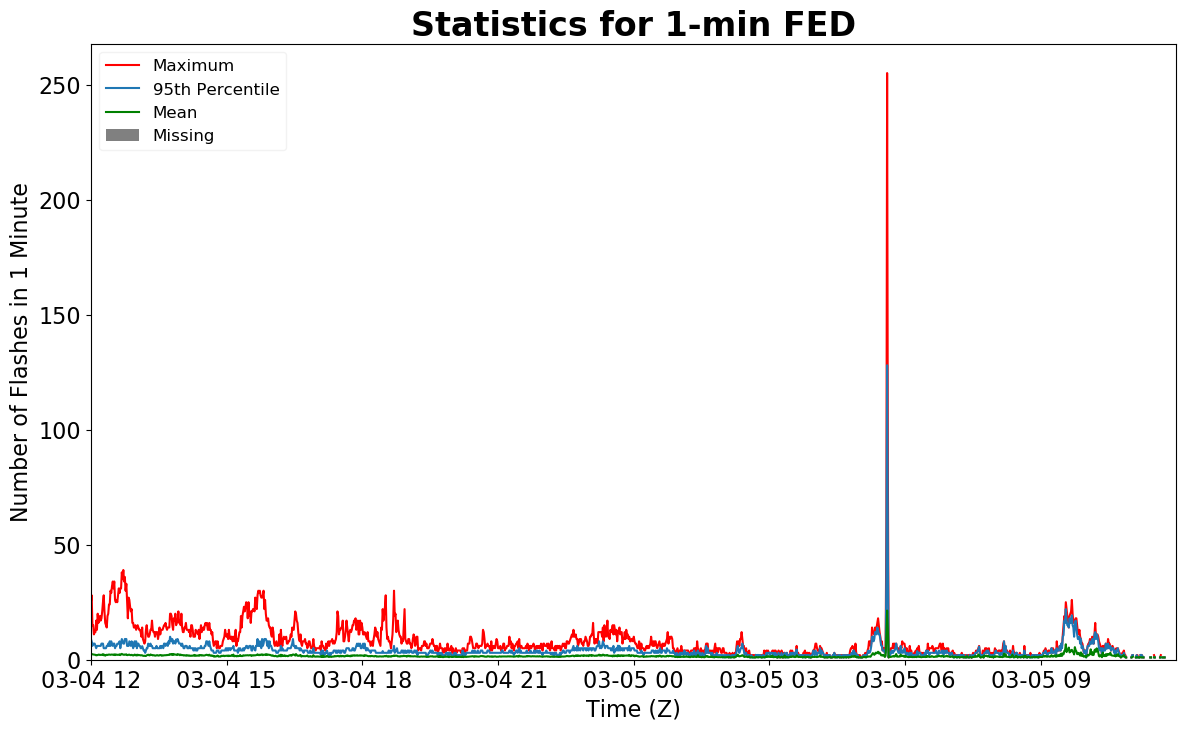 Statistics for 1-min FED
Maximum
95th Percentile
Mean
Missing
Number of Flashes in 1 Minute
250
200
150
100
50
0
03-04 12
03-04 15
03-04 18
03-04 21
03-05 00
03-05 03
03-05 06
03-05 09
Time (Z)